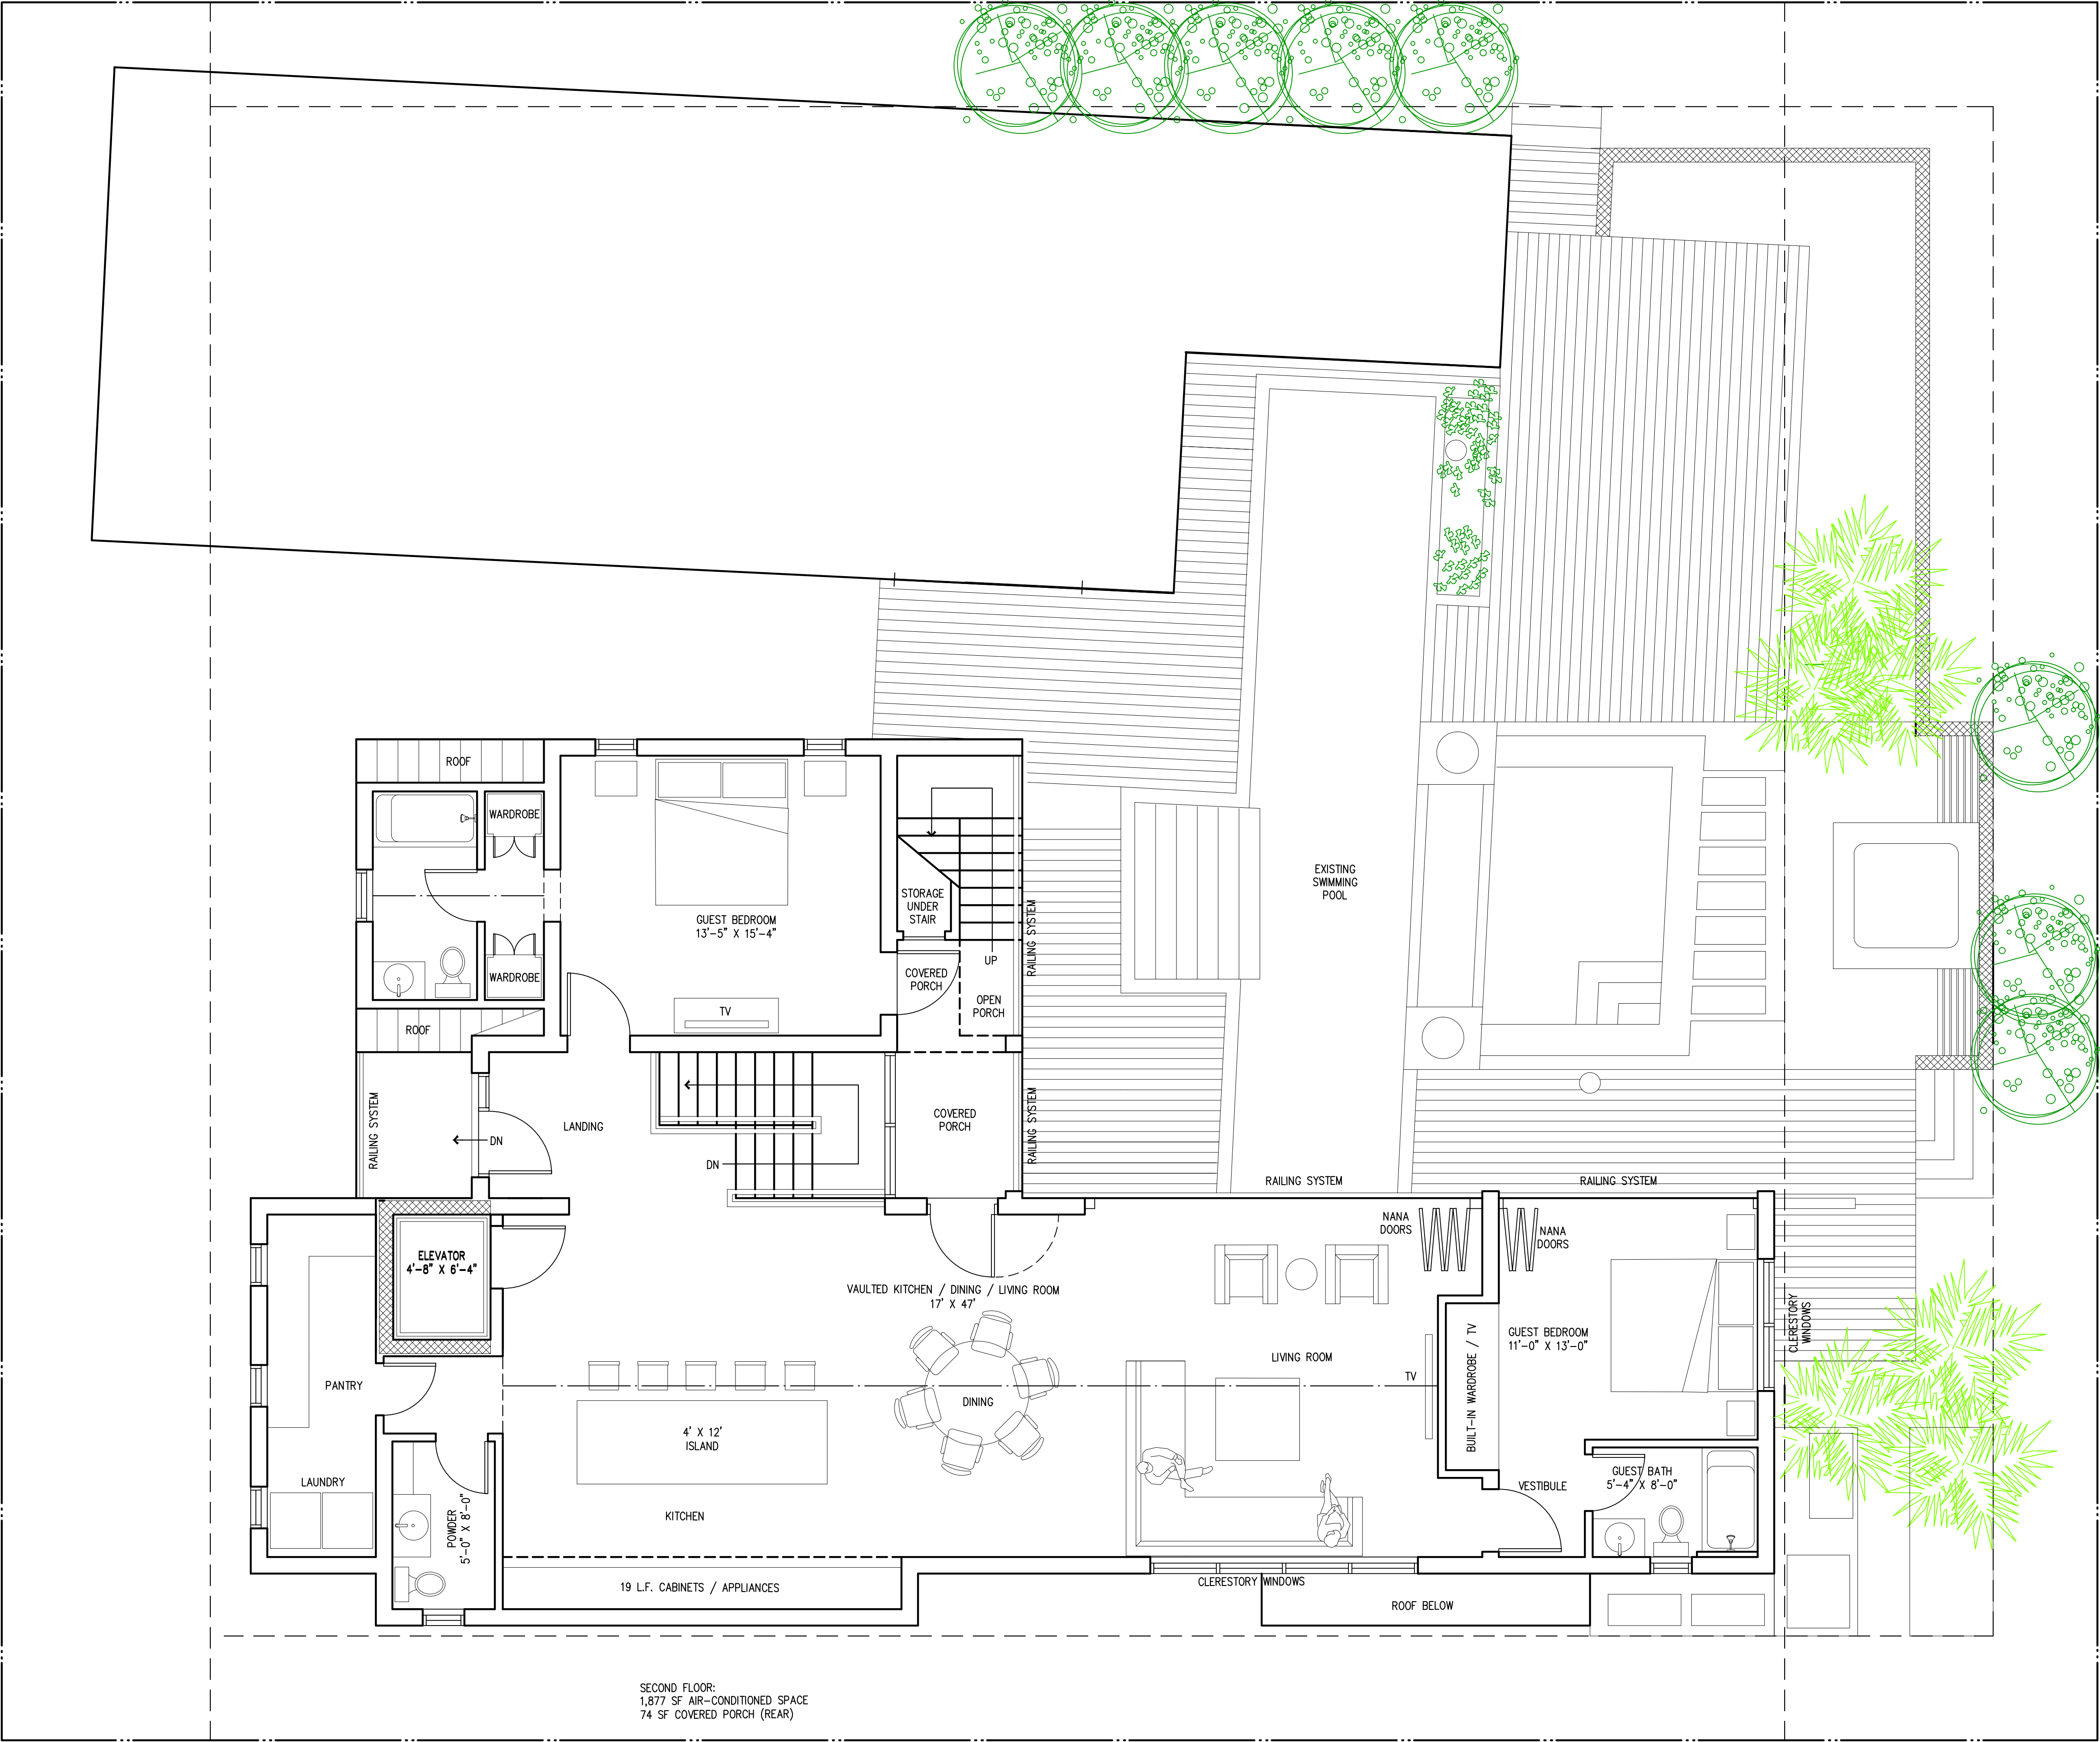 ROOF
WARDROBE
STORAGE
UNDER
STAIR
EXISTING
SWIMMING
POOL
GUEST BEDROOM
13'-5" X 15'-4"
RAILING SYSTEM
UP
WARDROBE
COVERED
PORCH
OPEN
PORCH
TV
ROOF
RAILING SYSTEM
DN
LANDING
COVERED
PORCH
RAILING SYSTEM
DN
RAILING SYSTEM
RAILING SYSTEM
NANA
DOORS
NANA
DOORS
ELEVATOR
4'-8" X 6'-4"
VAULTED KITCHEN / DINING / LIVING ROOM
17' X 47'
CLERESTORY
WINDOWS
GUEST BEDROOM
11'-0" X 13'-0"
LIVING ROOM
BUILT-IN WARDROBE / TV
TV
PANTRY
DINING
4' X 12'
ISLAND
LAUNDRY
POWDER
5'-0" X 8'-0"
GUEST BATH
5'-4" X 8'-0"
VESTIBULE
KITCHEN
19 L.F. CABINETS / APPLIANCES
CLERESTORY WINDOWS
ROOF BELOW
SECOND FLOOR:
1,877 SF AIR-CONDITIONED SPACE
74 SF COVERED PORCH (REAR)